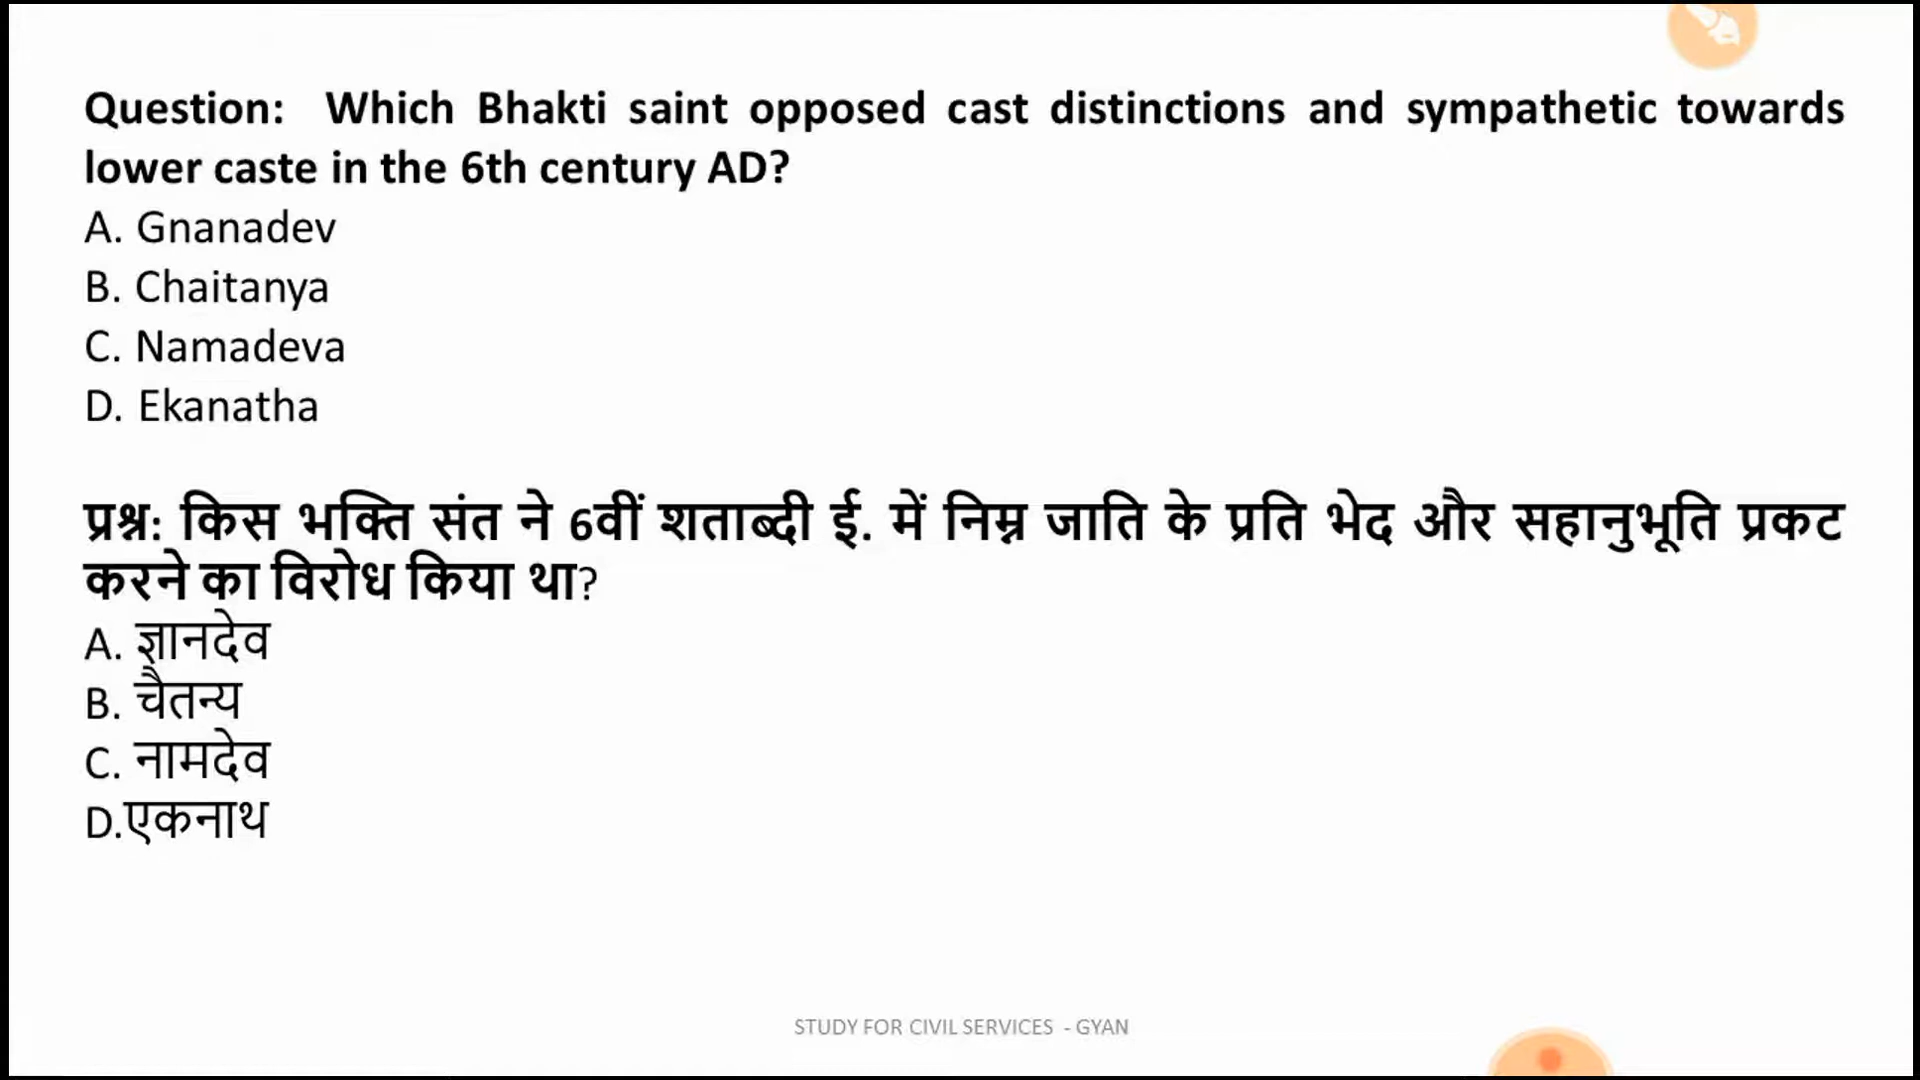 Question: Which Bhakti saint opposed cast distinctions and sympathetic towards
lower caste in the 6th century AD?
A. Gnanadev
B. Chaitanya
C. Namadeva
D. Ekanatha
प्रश्न: किस भक्ति संत ने 6वीं शताब्दी ई. में निम्न जाति के प्रति भेद और सहानुभूति प्रकट
करने का विरोध किया था?
A. ज्ञानदेव
B. चैतन्य
C. नामदेव
D.एकनाथ
STUDY FOR CIVIL SERVICES - GYAN